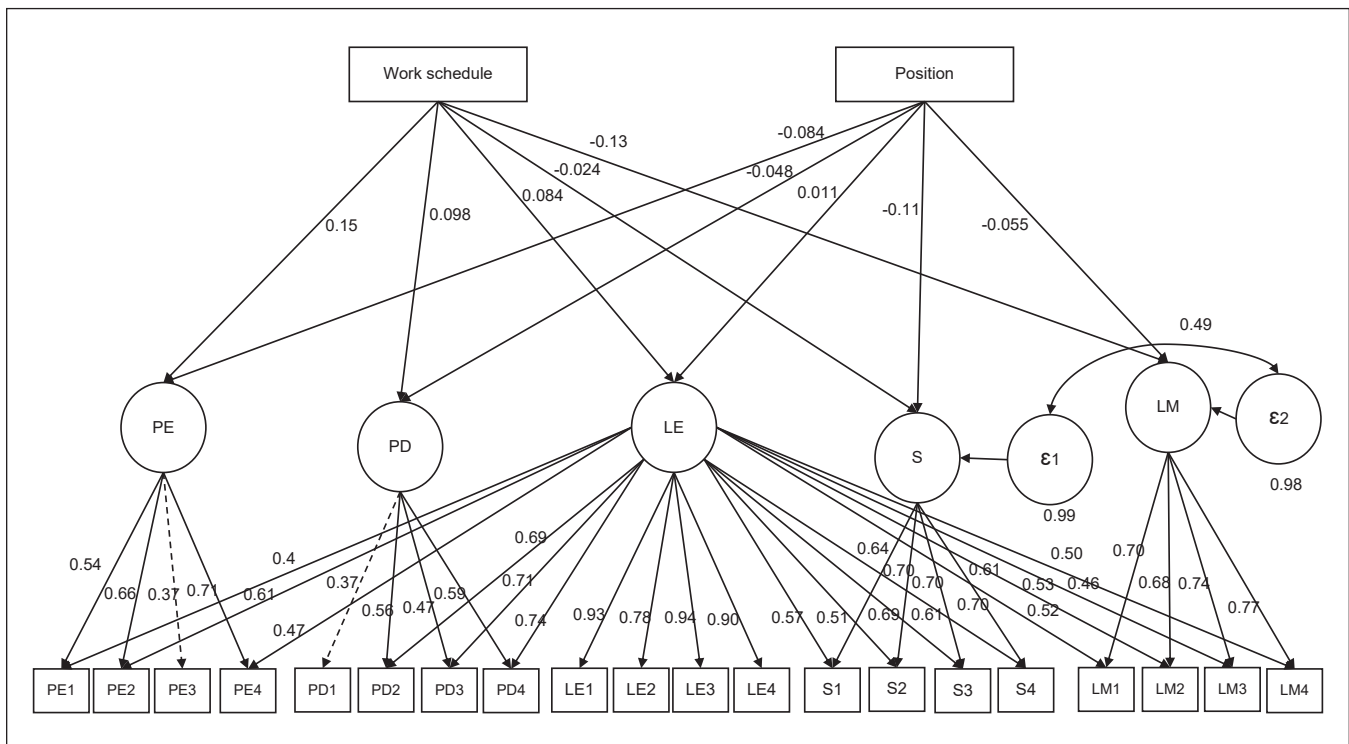 Work schedule
Position
-0.13
-0.084
-0.024
-0.048
0.084
0.011
0.15
0.098
-0.11
-0.055
0.49
PE
PD
LE
S
ε1
LM
ε2
0.98
0.99
0.54
0.66
0.37
0.71
0.4
0.61
0.47
0.37
0.56
0.47
0.59
0.69
0.71
0.74
0.93
0.78
0.94
0.90
0.57
0.51
0.69
0.61
0.64
0.70
0.70
0.70
0.61
0.53
0.52
0.50
0.46
0.70
0.68
0.74
0.77
PE1
PE2
PE3
PE4
PD1
PD2
PD3
PD4
LE1
LE2
LE3
LE4
S1
S2
S3
S4
LM1
LM2
LM3
LM4